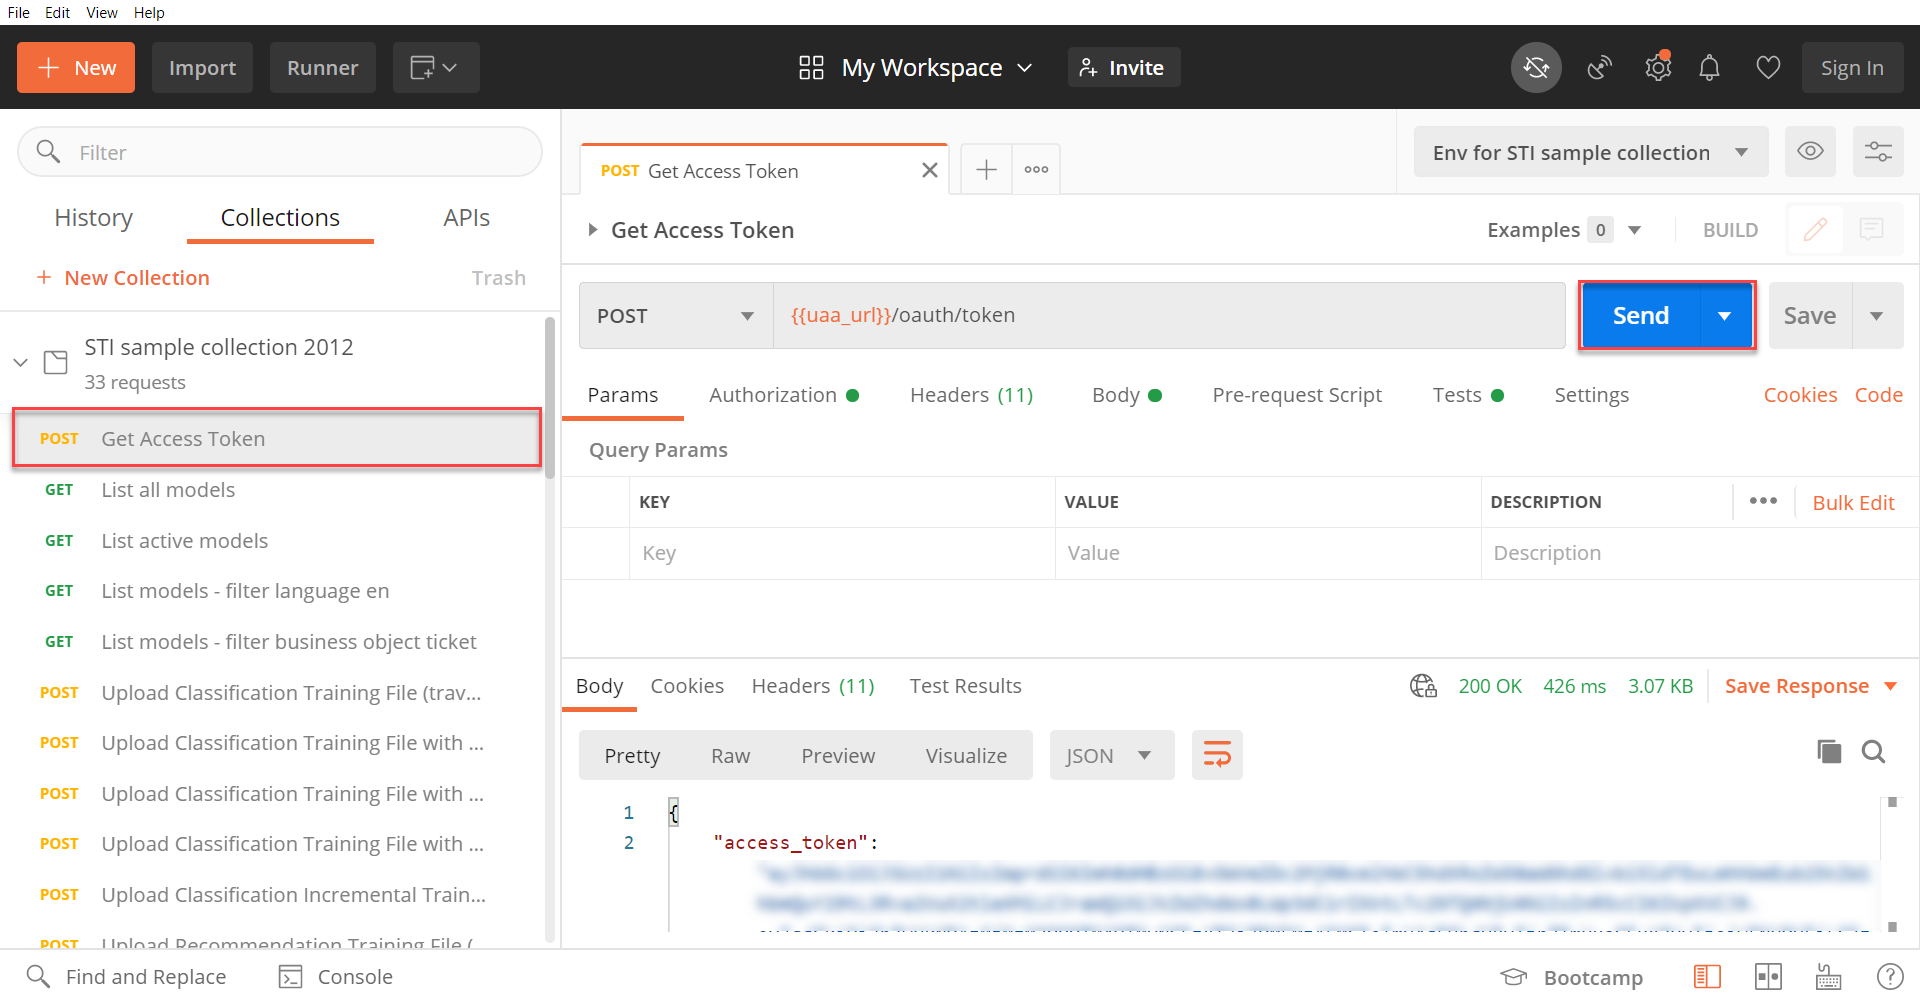 File Edit View Help
New Import Runner My Workspace Invite Sign In
Filter
History Collections APIs
+ New Collection Trash
STI sample collection 2012
33 requests
POST Get Access Token
GET List all models
GET List active models
GET List models - filter language en
GET List models - filter business object ticket
POST Upload Classification Training File (trav...
POST Upload Classification Training File with ...
POST Upload Classification Training File with ...
POST Upload Classification Training File with ...
POST Upload Classification Incremental Train...
POST Upload Recommendation Training File (
POST Get Access Token
Env for STI sample collection
Get Access Token
Examples 0 BUILD
POST {{uaa_url}}/oauth/token Send Save
Params Authorization Headers (11) Body Pre-request Script Tests Settings Cookies Code
Query Params
KEY VALUE DESCRIPTION ••• Bulk Edit
Key Value Description
Body Cookies Headers (11) Test Results 200 OK 426 ms 3.07 KB Save Response
Pretty Raw Preview Visualize JSON
1 {
2 "access_token":
Find and Replace Console Bootcamp